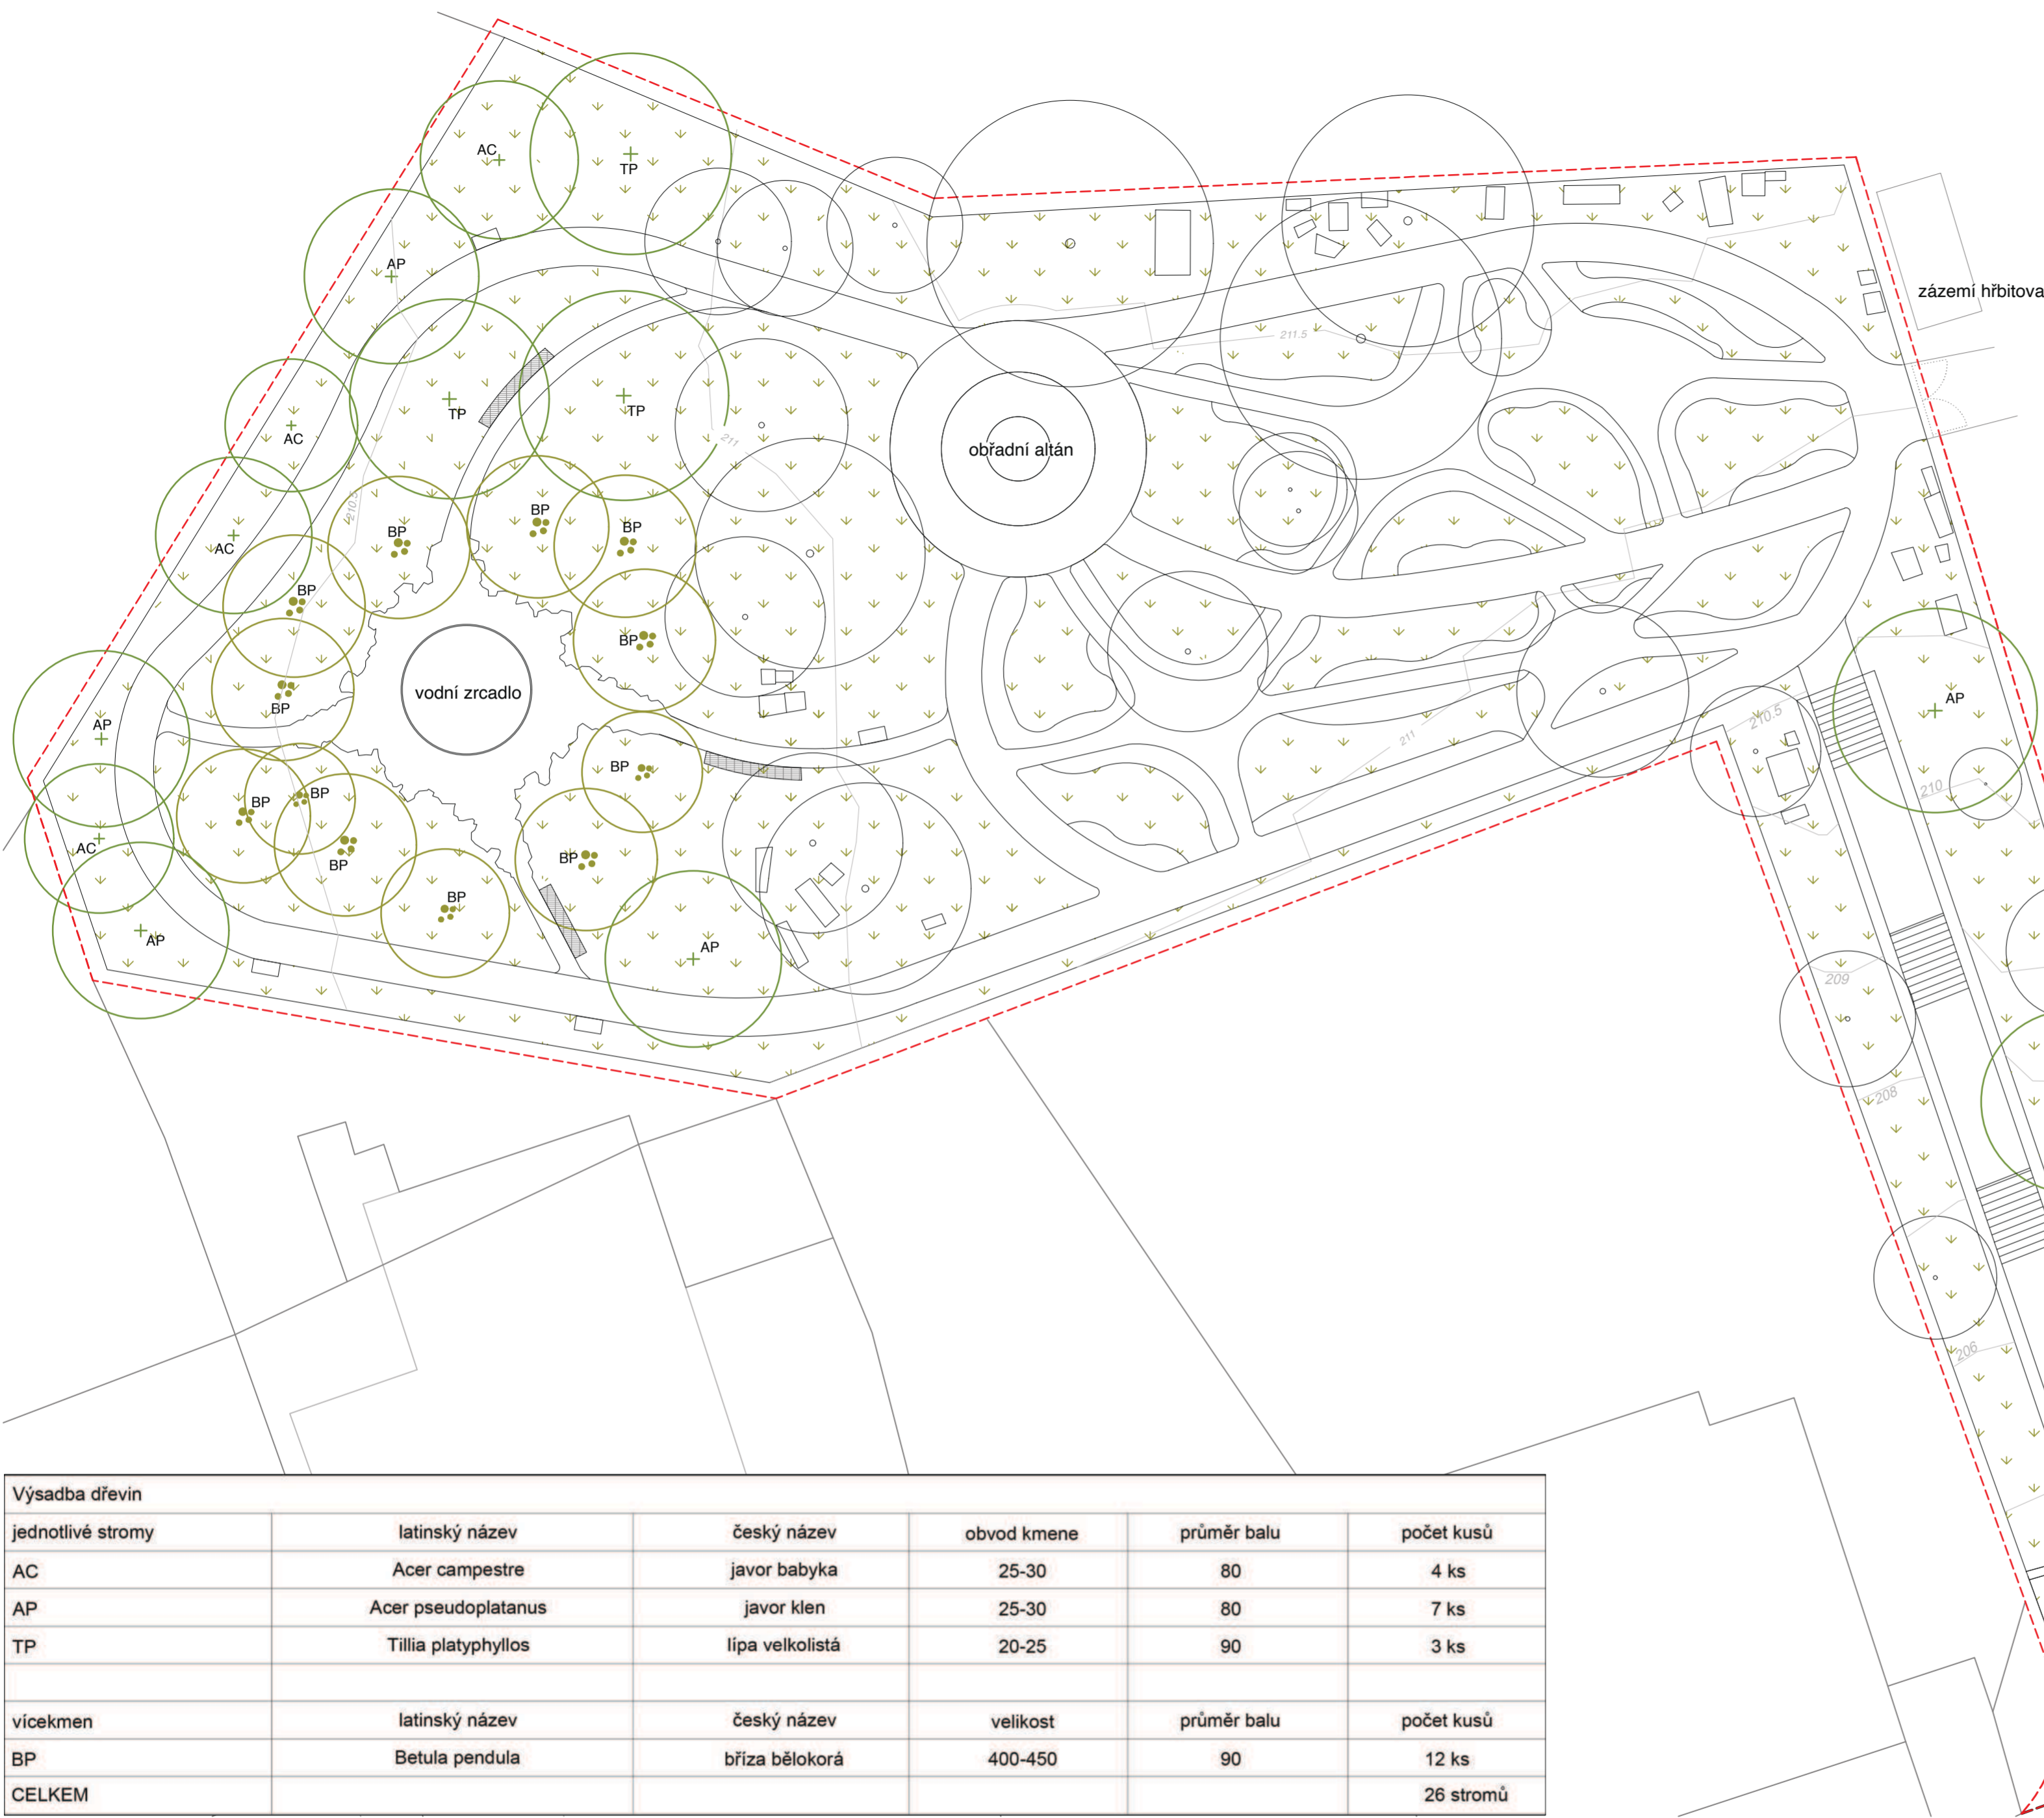 AC
TP
AP
zázemí hřbitova
211.5
TP
TP
AC
211
obřadní altán
210.5
BP
BP
BP
AC
BP
BP
vodní zrcadlo
BP
AP
AP
210.5
211
BP
210
BP
BP
AC
BP
BP
BP
AP
AP
209
208
206
Výsadba dřevin
jednotlivé stromy latinský název český název obvod kmene průměr balu počet kusů
AC Acer campestre javor babyka 25-30 80 4 ks
AP Acer pseudoplatanus javor klen 25-30 80 7 ks
TP Tillia platyphyllos lípa velkolistá 20-25 90 3 ks
vícekmen latinský název český název velikost průměr balu počet kusů
BP Betula pendula bříza bělokorá 400-450 90 12 ks
CELKEM 26 stromů